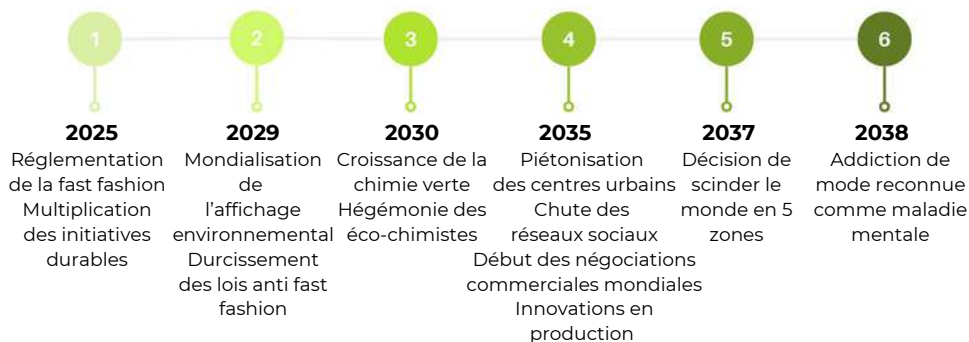 1
2025
Réglementation
de la fast fashion
Multiplication
des initiatives
durables
2
2029
Mondialisation
de
l'affichage
environnemental
Durcissement
des lois anti fast
fashion
3
2030
Croissance de la
chimie verte
Hégémonie des
éco-chimistes
4
2035
Piétonisation
des centres urbains
Chute des
réseaux sociaux
Début des négociations
commerciales mondiales
Innovations en
production
5
2037
Décision de
scinder le
monde en 5
zones
6
2038
Addiction de
mode reconnue
comme maladie
mentale